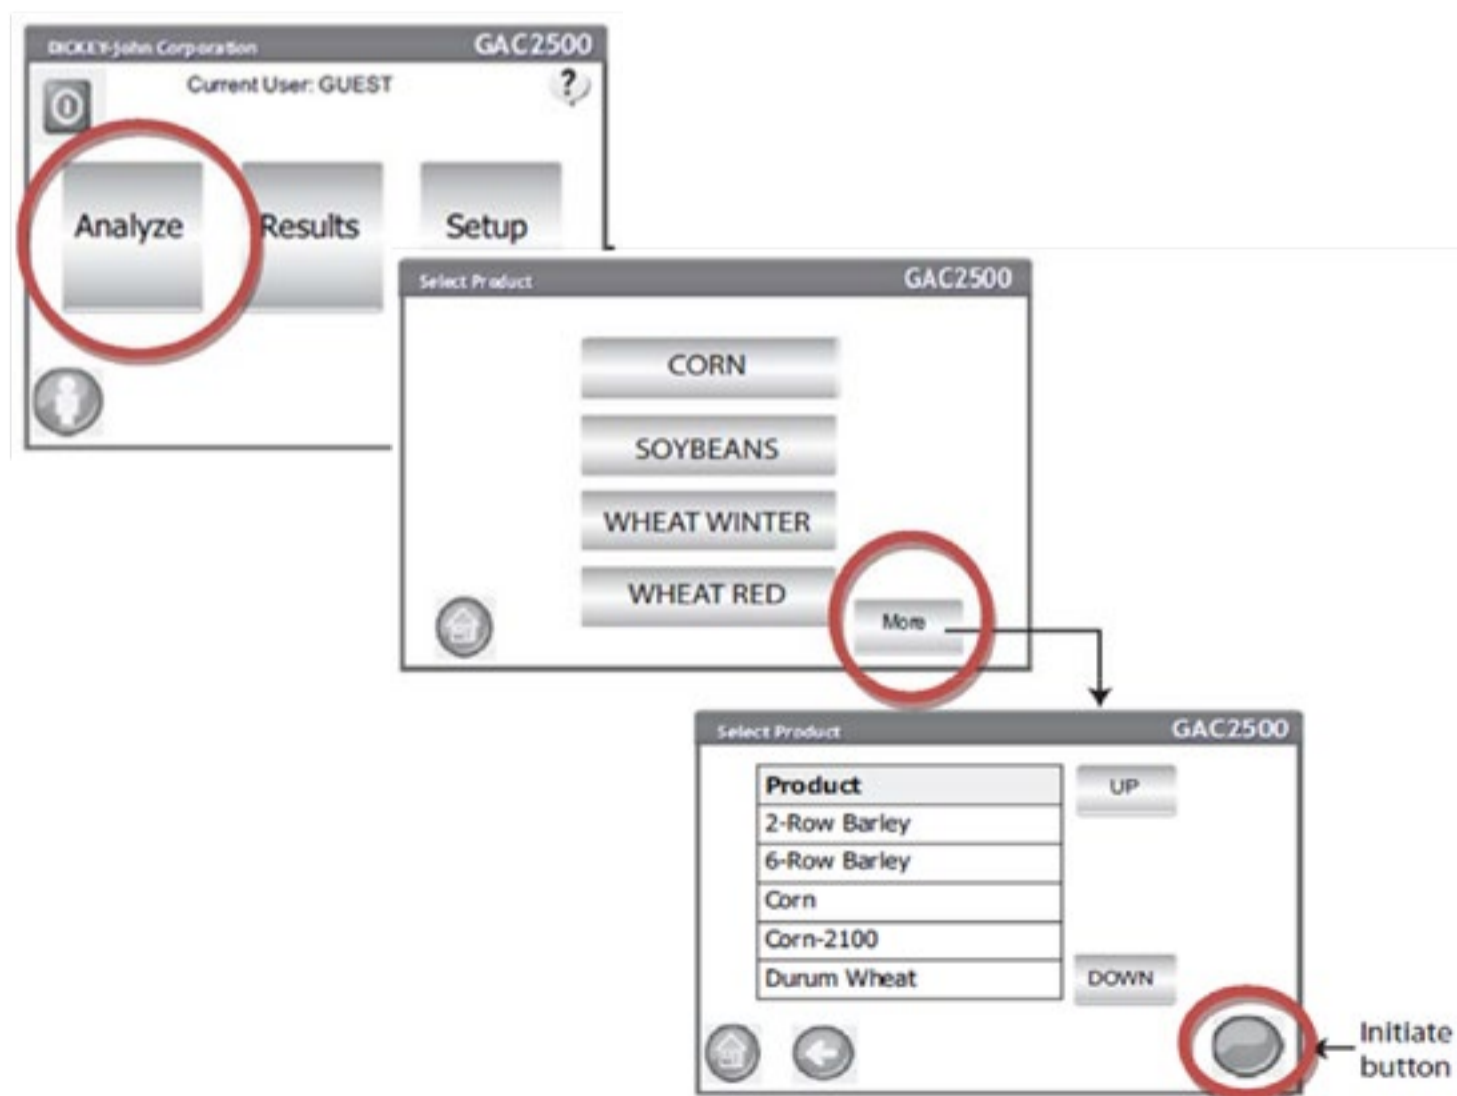 DICKEY-John Corporation GAC2500
Current User: GUEST ?
Analyze Results Setup
Select Product GAC2500
CORN
SOYBEANS
WHEAT WINTER
WHEAT RED
More
Select Product GAC2500
Product UP
2-Row Barley
6-Row Barley
Corn
Corn-2100
Durum Wheat DOWN
Initiate
button